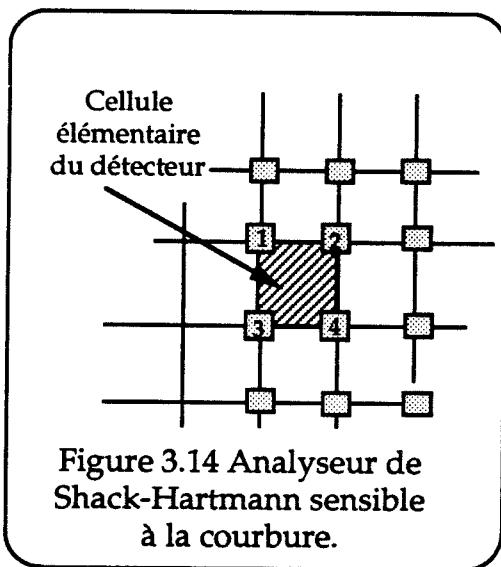 Cellule
élémentaire
du détecteur
1 2
3 4
Figure 3.14 Analyseur de
Shack-Hartmann sensible
à la courbure.